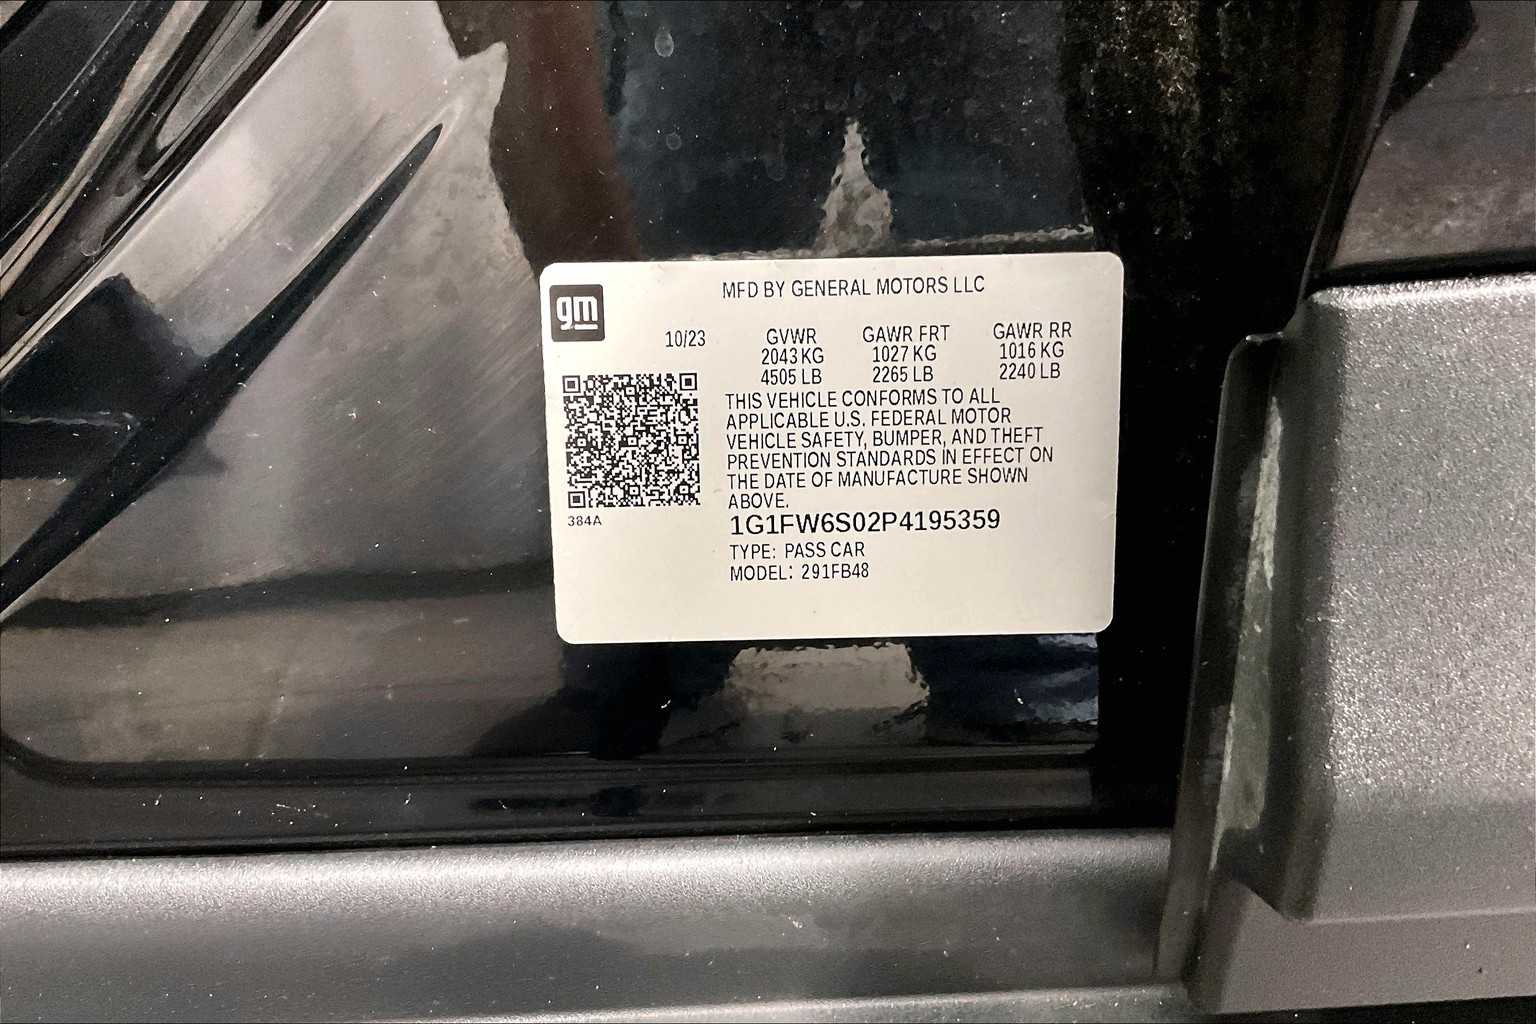 MFD BY GENERAL MOTORS LLC
gm
10/23 GVWR GAWR FRT GAWR RR
2043 KG 1027 KG 1016 KG
4505 LB 2265 LB 2240 LB
THIS VEHICLE CONFORMS TO ALL
APPLICABLE U.S. FEDERAL MOTOR
VEHICLE SAFETY, BUMPER, AND THEFT
PREVENTION STANDARDS IN EFFECT ON
THE DATE OF MANUFACTURE SHOWN
ABOVE.
384A
1G1FW6S02P4195359
TYPE: PASS CAR
MODEL: 291FB48